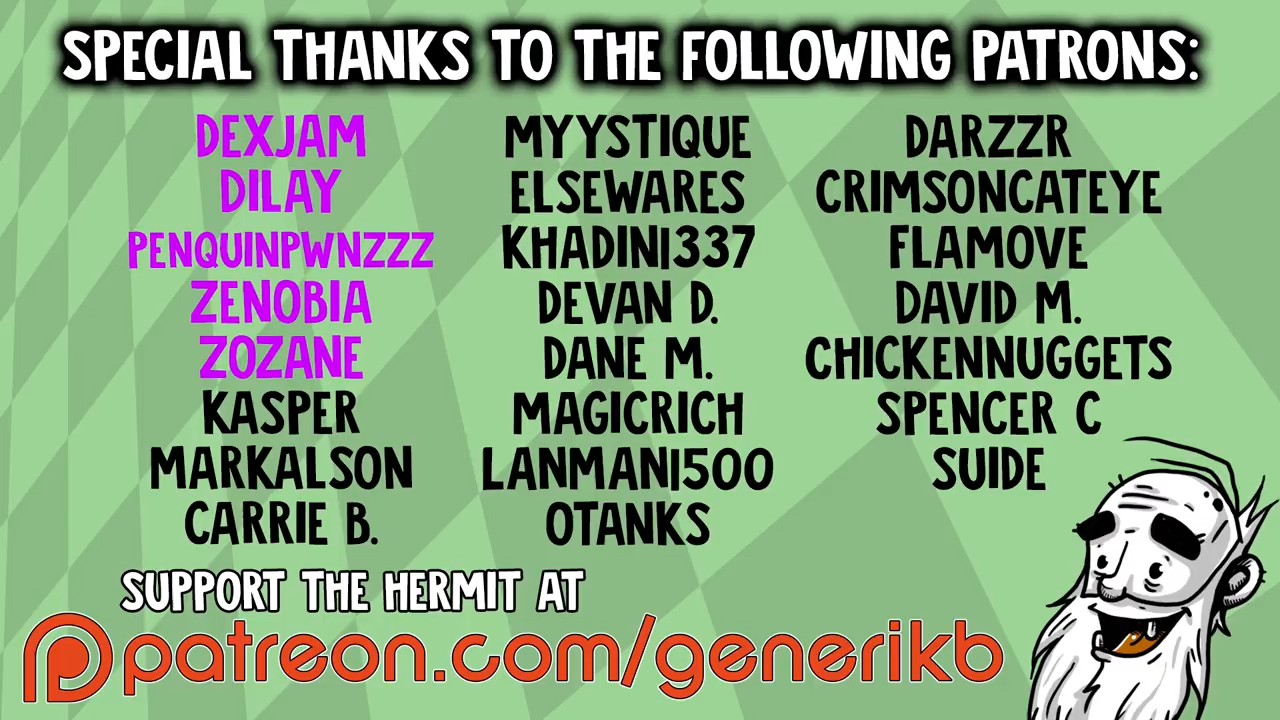 SPECIAL THANKS TO THE FOLLOWING PATRONS:
DEXJAM
DILAY
PENQUINPWNZZZ
ZENOBIA
ZOZANE
KASPER
MARKALSON
CARRIE B.
MYYSTIQUE
ELSEWARES
KHADIN1337
DEVAN D.
DANE M.
MAGICRICH
LANMAN1500
OTANKS
DARZZR
CRIMSONCATEYE
FLAMOVE
DAVID M.
CHICKENNUGGETS
SPENCER C
SUIDE
SUPPORT THE HERMIT AT
patreon.com/generikb